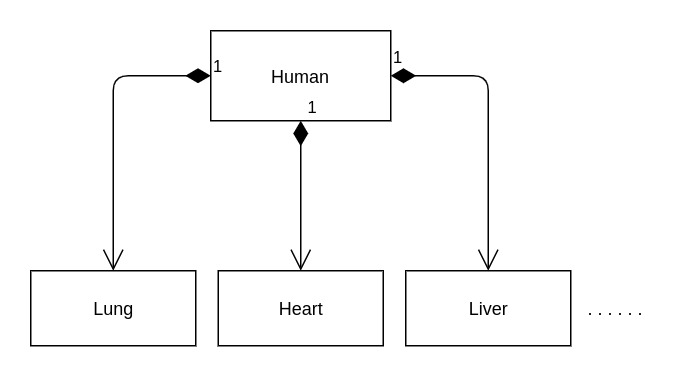 1
1
Human
1
Lung
Heart
Liver
. . . . . .